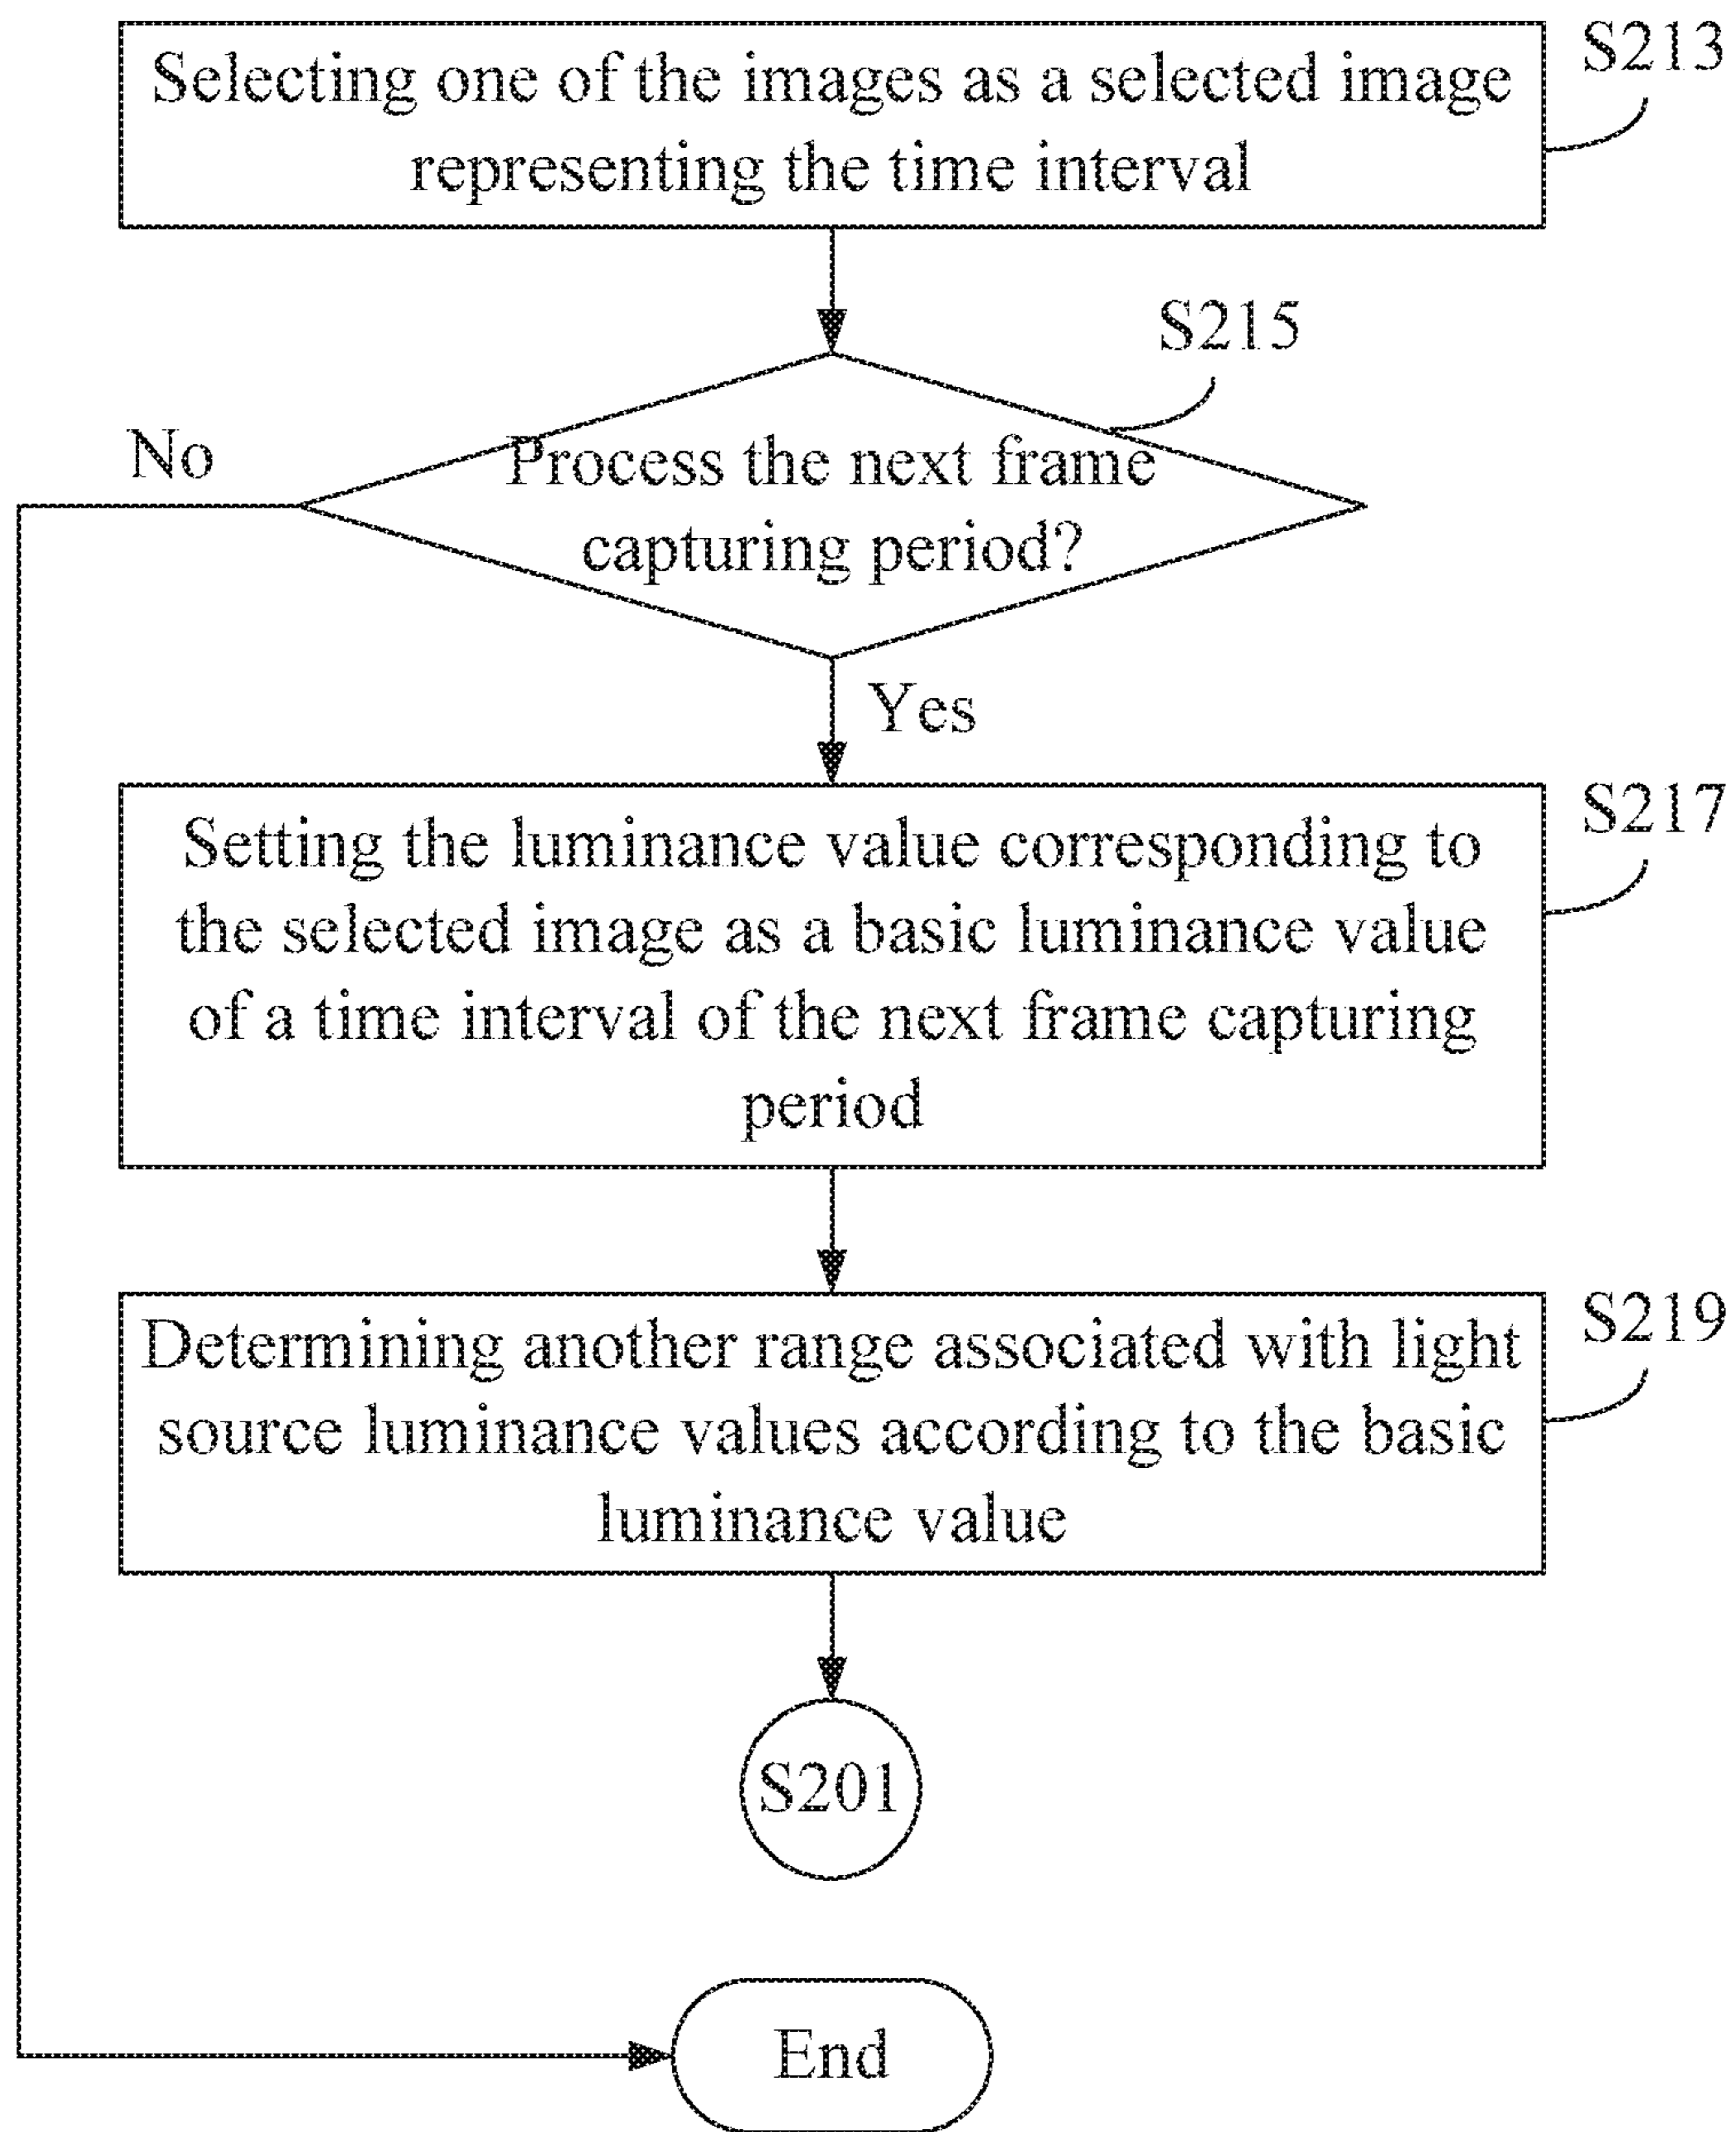 Selecting one of the images as a selected image
representing the time interval
S213
S215
No
Process the next frame
capturing period?
Yes
Setting the luminance value corresponding to
the selected image as a basic luminance value
of a time interval of the next frame capturing
period
S217
Determining another range associated with light
source luminance values according to the basic
luminance value
S219
S201
End